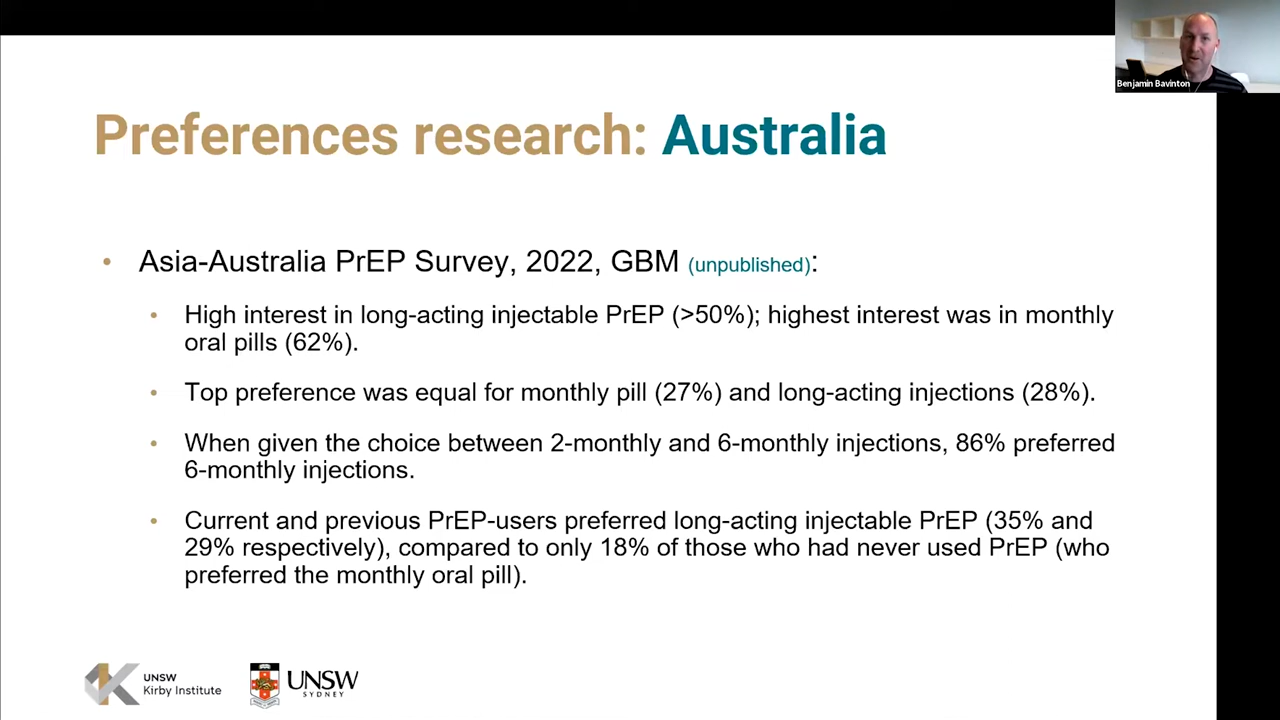 Benjamin Bavinton
Preferences research: Australia
• Asia-Australia PrEP Survey, 2022, GBM (unpublished):
• High interest in long-acting injectable PrEP (>50%); highest interest was in monthly
oral pills (62%).
• Top preference was equal for monthly pill (27%) and long-acting injections (28%).
• When given the choice between 2-monthly and 6-monthly injections, 86% preferred
6-monthly injections.
• Current and previous PrEP-users preferred long-acting injectable PrEP (35% and
29% respectively), compared to only 18% of those who had never used PrEP (who
preferred the monthly oral pill).
UNSW
Kirby Institute
UNSW
SYDNEY